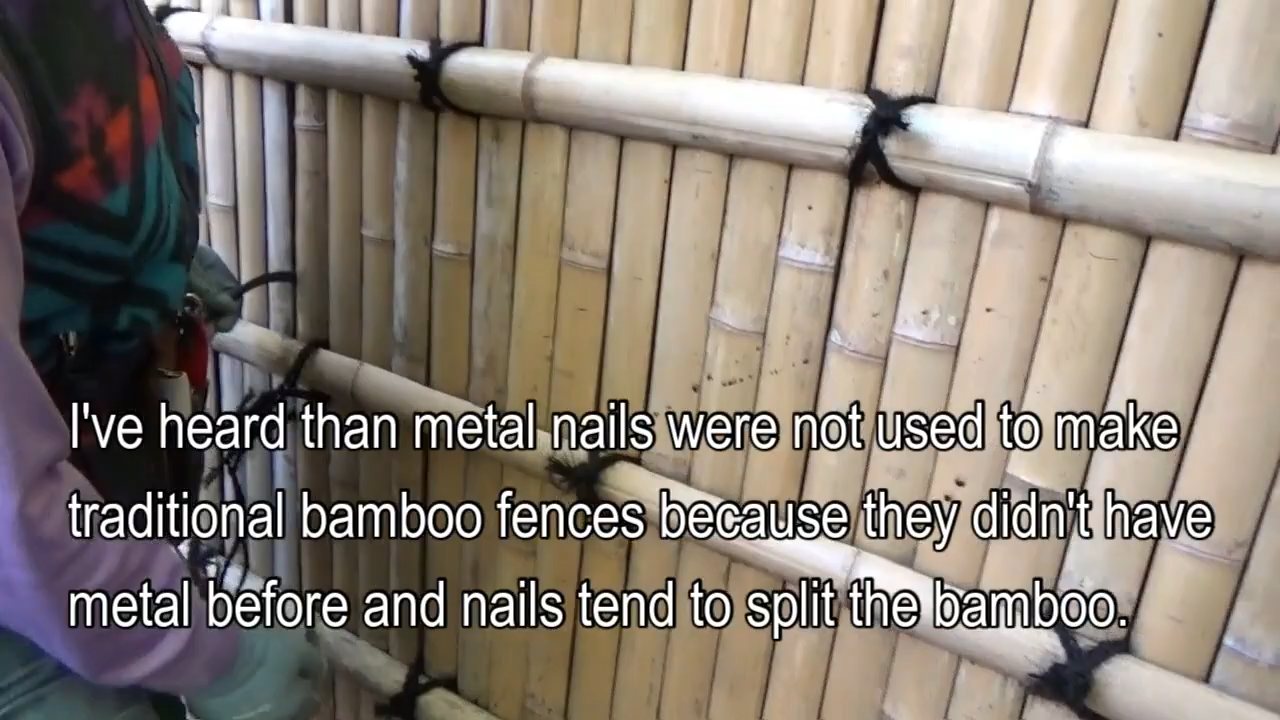 I've heard than metal nails were not used to make
traditional bamboo fences because they didn't have
metal before and nails tend to split the bamboo.